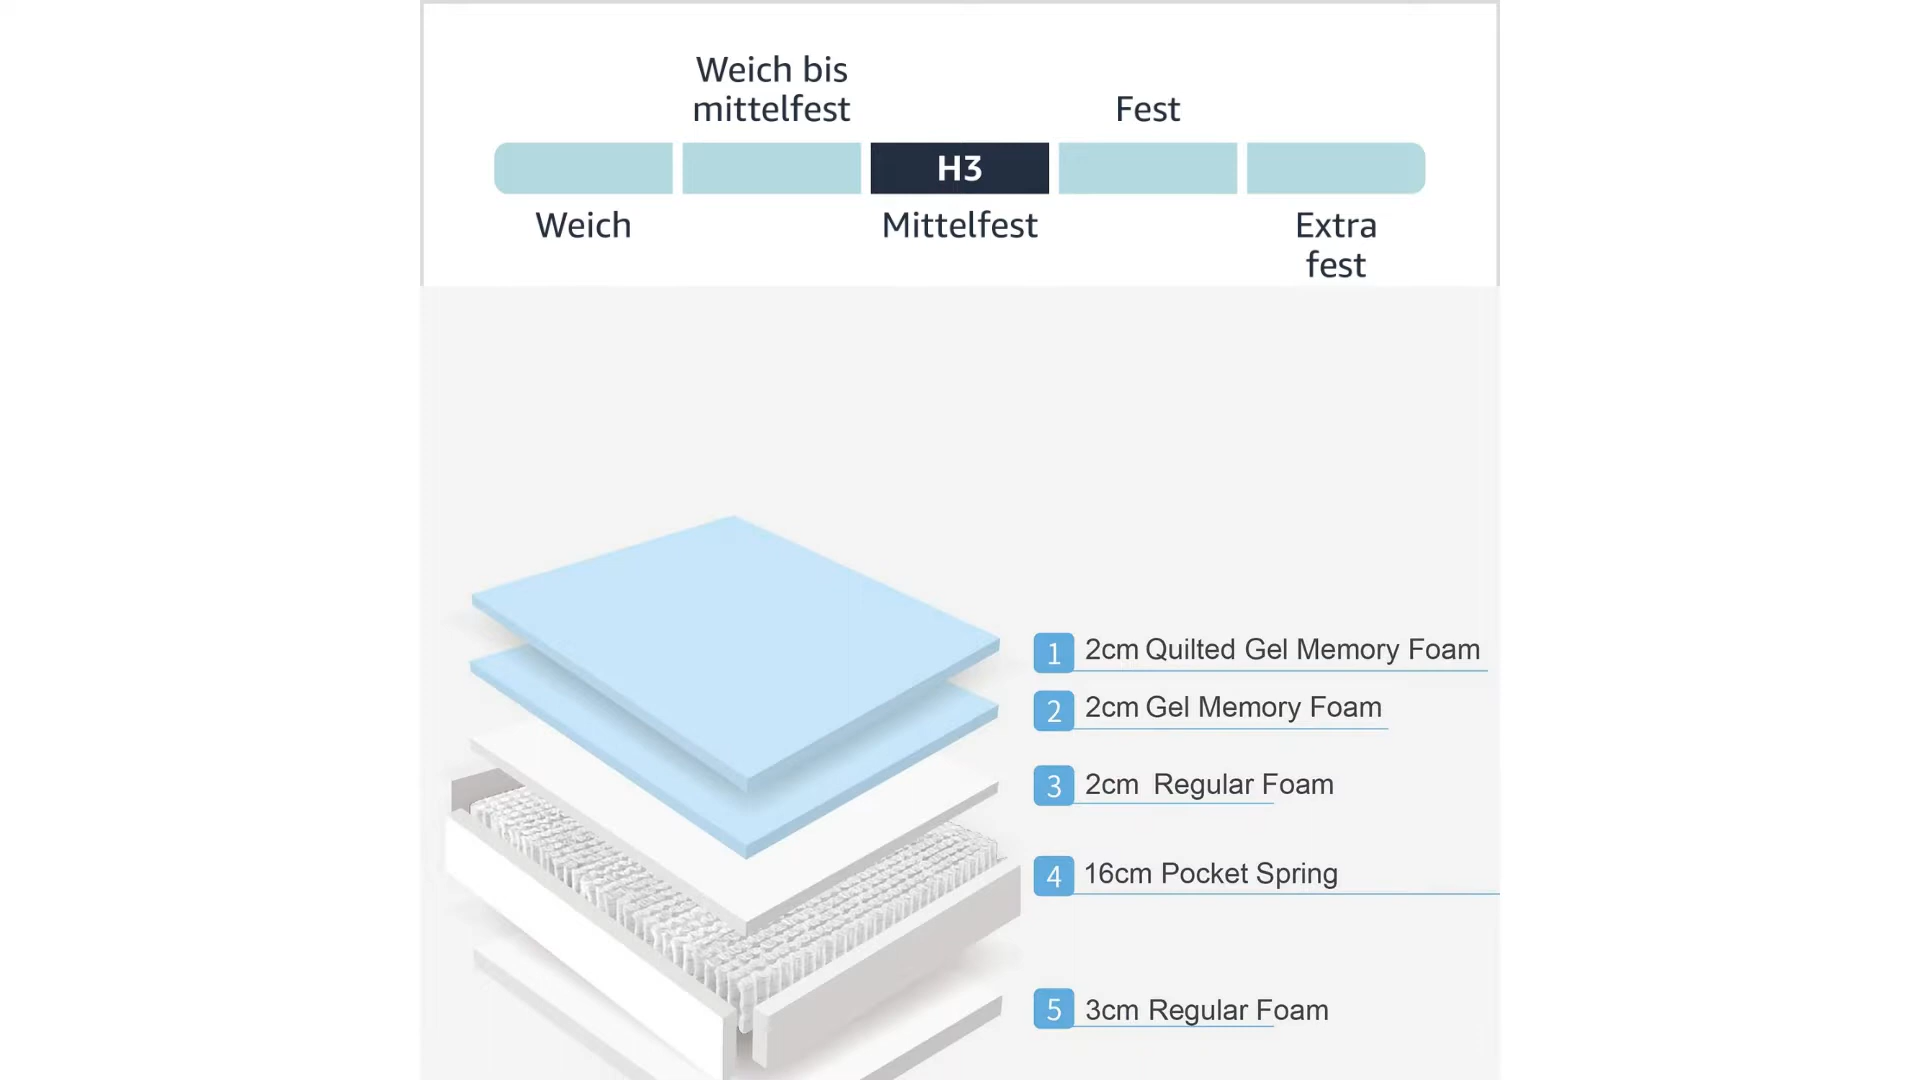 Weich bis
mittelfest
Fest
H3
Weich
Mittelfest
Extra
fest
1 2cm Quilted Gel Memory Foam
2 2cm Gel Memory Foam
3 2cm Regular Foam
4 16cm Pocket Spring
5 3cm Regular Foam